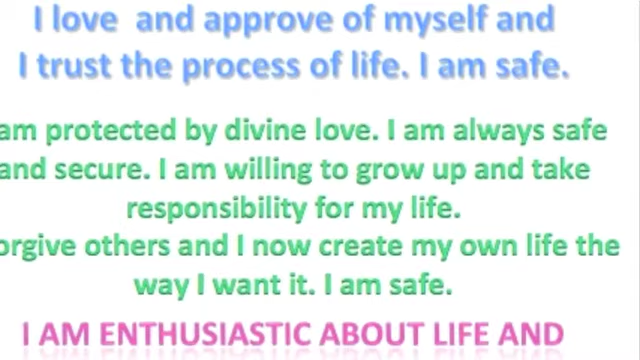 I love and approve of myself and
I trust the process of life. I am safe.
am protected by divine love. I am always safe
and secure. I am willing to grow up and take
responsibility for my life.
orgive others and I now create my own life the
way I want it. I am safe.
I AM ENTHUSIASTIC ABOUT LIFE AND